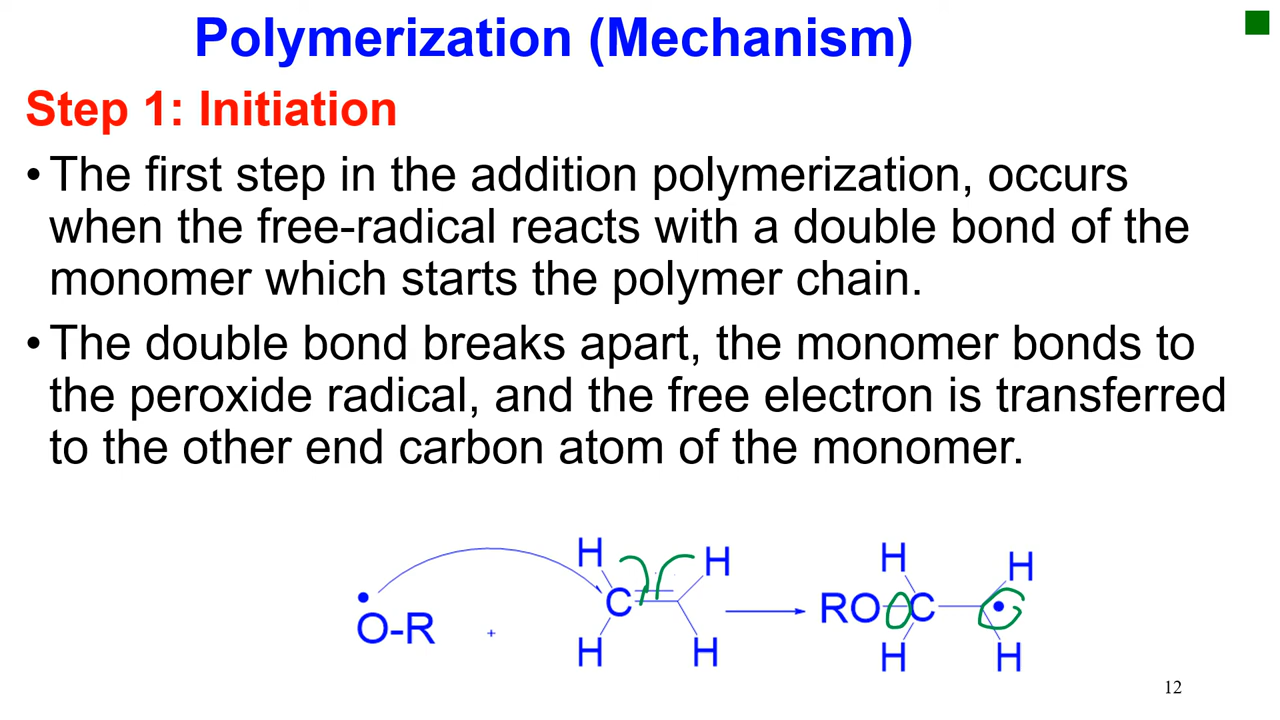 Polymerization (Mechanism)
Step 1: Initiation
•The first step in the addition polymerization, occurs
when the free-radical reacts with a double bond of the
monomer which starts the polymer chain.
•The double bond breaks apart, the monomer bonds to
the peroxide radical, and the free electron is transferred
to the other end carbon atom of the monomer.
H H H H
O-R + C RO C
H H H H
12